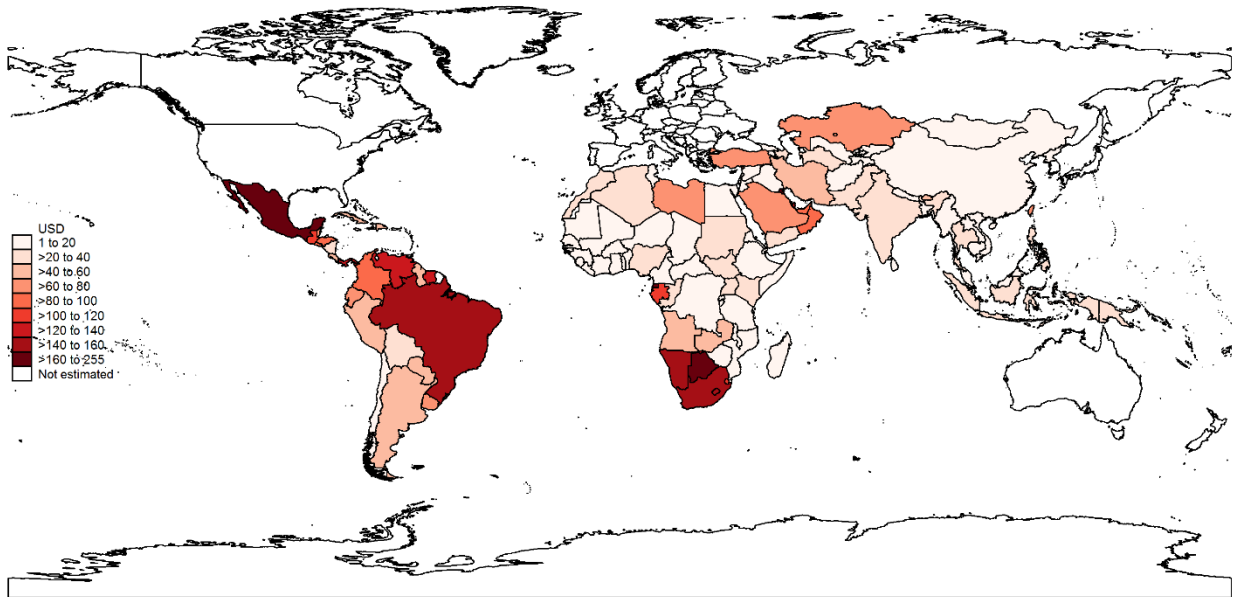 USD
1 to 20
>20 to 40
>40 to 60
>60 to 80
>80 to 100
>100 to 120
>120 to 140
>140 to 160
>160 to 255
Not estimated